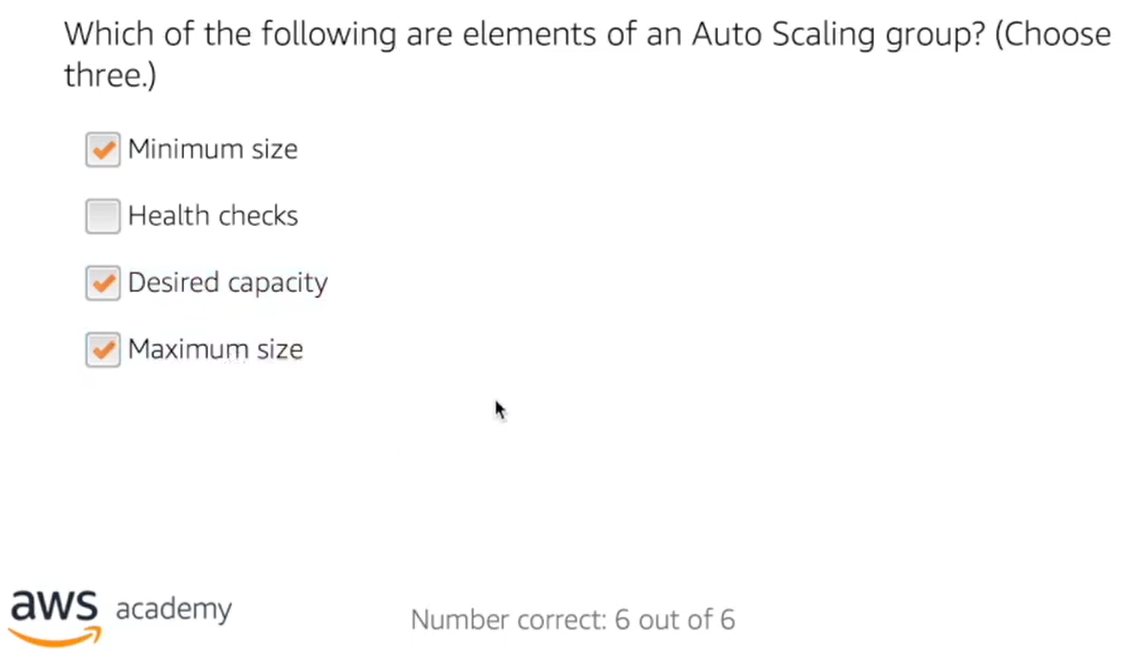 Which of the following are elements of an Auto Scaling group? (Choose
three.)
Minimum size
Health checks
Desired capacity
Maximum size
aws academy
Number correct: 6 out of 6